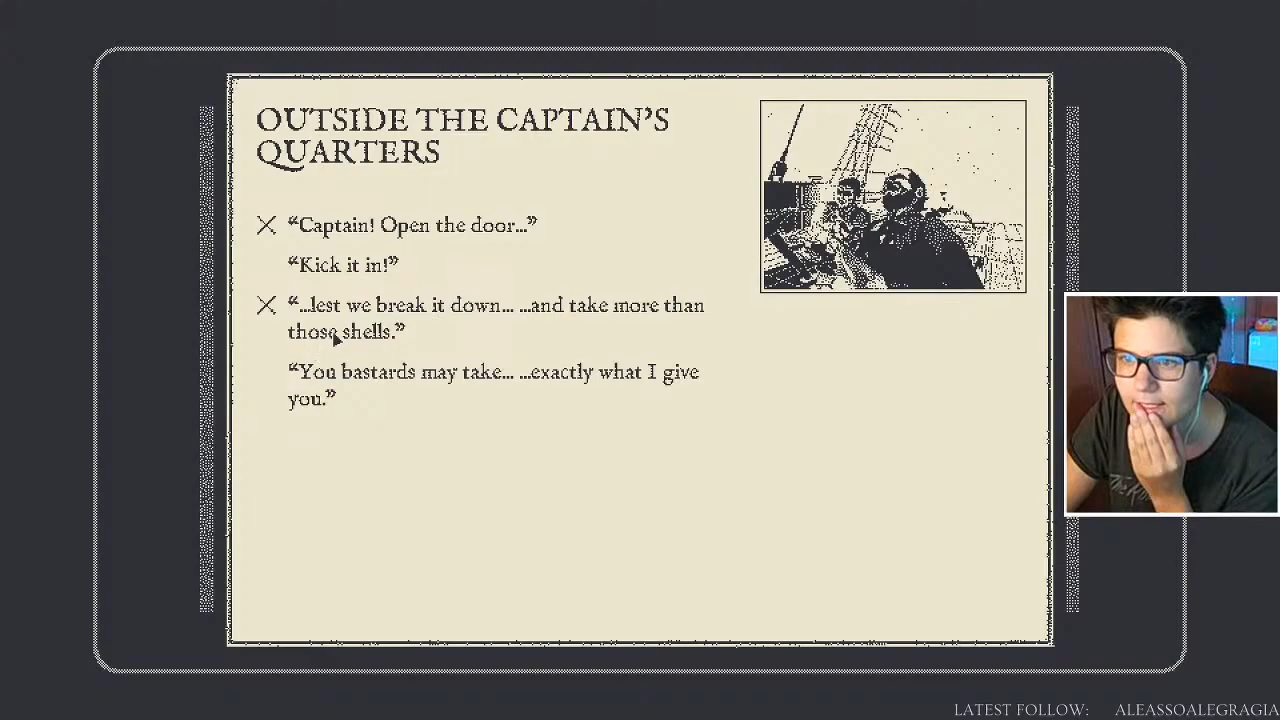 OUTSIDE THE CAPTAIN'S
QUARTERS
“Captain! Open the door...”
“Kick it in!”
“...lest we break it down... ...and take more than
those shells.”
“You bastards may take... ...exactly what I give
you.”
LATEST FOLLOW: ALEASSOALEGRAGIA